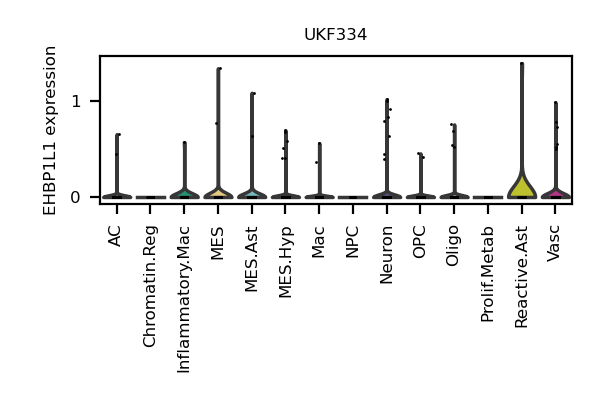 UKF334
EHBP1L1 expression
1
0
AC
Chromatin.Reg
Inflammatory.Mac
MES
MES.Ast
MES.Hyp
Mac
NPC
Neuron
OPC
Oligo
Prolif.Metab
Reactive.Ast
Vasc